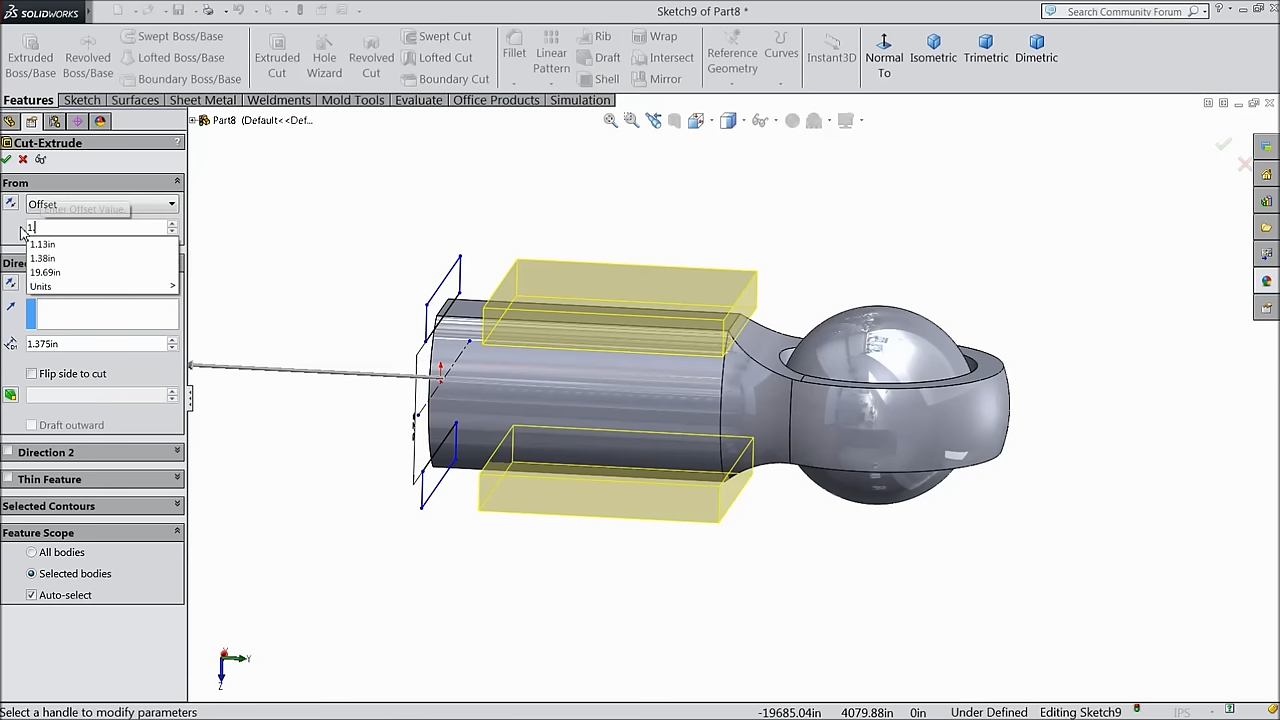 SOLIDWORKS
Sketch9 of Part8 *
Search Community Forum
?
Extruded Boss/Base
Revolved Boss/Base
Swept Boss/Base
Lofted Boss/Base
Boundary Boss/Base
Extruded Cut
Hole Wizard
Revolved Cut
Swept Cut
Lofted Cut
Boundary Cut
Fillet
Linear Pattern
Rib
Draft
Shell
Wrap
Intersect
Mirror
Reference Geometry
Curves
Instant3D
Normal To
Isometric
Trimetric
Dimetric
Features
Sketch
Surfaces
Sheet Metal
Weldments
Mold Tools
Evaluate
Office Products
Simulation
Part8 (Default<<Def...
Cut-Extrude
?
From
Offset
Enter Offset Value
1.
1.13in
1.38in
19.69in
Units >
Dire
1.375in
Flip side to cut
Draft outward
Direction 2
Thin Feature
Selected Contours
Feature Scope
All bodies
Selected bodies
Auto-select
Y
Z
Select a handle to modify parameters
-19685.04in
4079.88in
0in
Under Defined
Editing Sketch9
IPS
?